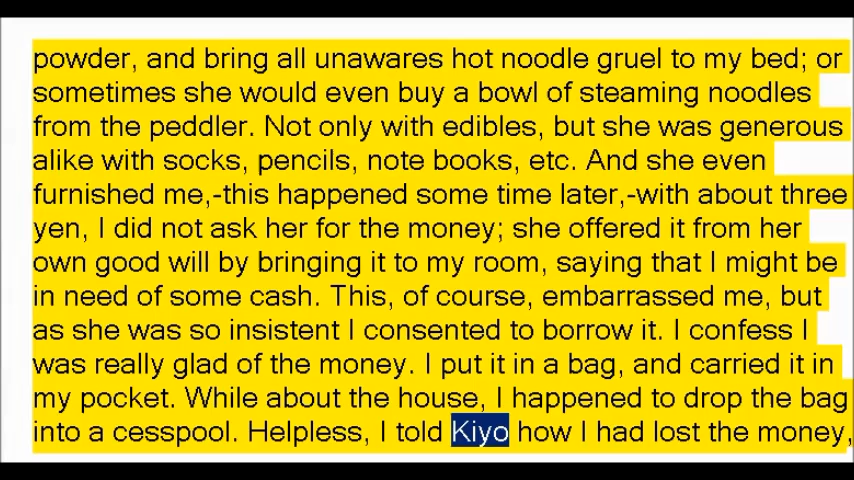 powder, and bring all unawares hot noodle gruel to my bed; or
sometimes she would even buy a bowl of steaming noodles
from the peddler. Not only with edibles, but she was generous
alike with socks, pencils, note books, etc. And she even
furnished me,-this happened some time later,-with about three
yen, I did not ask her for the money; she offered it from her
own good will by bringing it to my room, saying that I might be
in need of some cash. This, of course, embarrassed me, but
as she was so insistent I consented to borrow it. I confess I
was really glad of the money. I put it in a bag, and carried it in
my pocket. While about the house, I happened to drop the bag
into a cesspool. Helpless, I told Kiyo how I had lost the money,